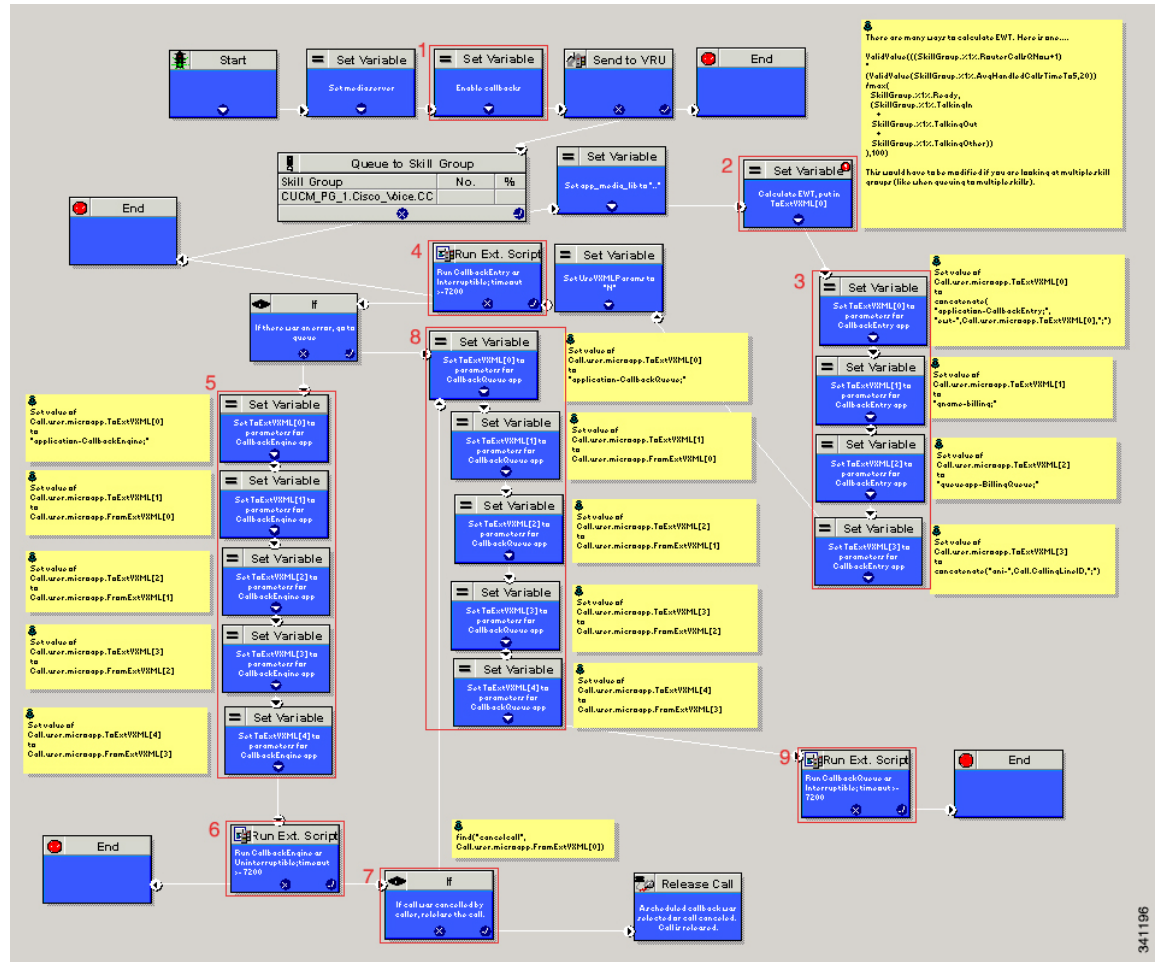 Start
= Set Variable
Set mediaserver
1
= Set Variable
Enable callbacks
Send to VRU
End
There are many ways to calculate EWT. Here is one....
ValidValue(((SkillGroup.%1%.RouterCallsQNow+1)
*
(ValidValue(SkillGroup.%1%.AvgHandledCallsTimeTo5,20))
/max(
SkillGroup.%1%.Ready,
(SkillGroup.%1%.TalkingIn
+
SkillGroup.%1%.TalkingOut
+
SkillGroup.%1%.TalkingOther))
),100)
This would have to be modified if you are looking at multiple skill
groups (like when queuing to multiple skills).
Queue to Skill Group
Skill Group No. %
CUCM_PG_1.Cisco_Voice.CC
= Set Variable
Set app_media_lib to ".."
2
= Set Variable
Calculate EWT, put in
ToExtVXML[0]
End
4
Run Ext. Script
Run CallbackEntry as
Interruptible; timeout
>-7200
= Set Variable
Set UseVXMLParams to
"N"
3
= Set Variable
Set ToExtVXML[0] to
parameters for
CallbackEntry app
Set value of
Call.user.microapp.ToExtVXML[0]
to
concatenate(
"application-CallbackEntry;",
"ewt-",Call.user.microapp.ToExtVXML[0],";")
If
If there was an error, go to
queue
8
= Set Variable
Set ToExtVXML[0] to
parameters for
CallbackQueue app
Set value of
Call.user.microapp.ToExtVXML[0]
to
"application-CallbackQueue;"
= Set Variable
Set ToExtVXML[1] to
parameters for
CallbackEntry app
Set value of
Call.user.microapp.ToExtVXML[1]
to
"qname-billing;"
5
= Set Variable
Set ToExtVXML[0] to
parameters for
CallbackEngine app
Set value of
Call.user.microapp.ToExtVXML[0]
to
"application-CallbackEngine;"
= Set Variable
Set ToExtVXML[1] to
parameters for
CallbackQueue app
Set value of
Call.user.microapp.ToExtVXML[1]
to
Call.user.microapp.FromExtVXML[0]
= Set Variable
Set ToExtVXML[2] to
parameters for
CallbackEntry app
Set value of
Call.user.microapp.ToExtVXML[2]
to
"queueapp-BillingQueue;"
Set value of
Call.user.microapp.ToExtVXML[1]
to
Call.user.microapp.FromExtVXML[0]
= Set Variable
Set ToExtVXML[1] to
parameters for
CallbackEngine app
= Set Variable
Set ToExtVXML[2] to
parameters for
CallbackQueue app
Set value of
Call.user.microapp.ToExtVXML[2]
to
Call.user.microapp.FromExtVXML[1]
= Set Variable
Set ToExtVXML[3] to
parameters for
CallbackEntry app
Set value of
Call.user.microapp.ToExtVXML[3]
to
concatenate("ani-",Call.CallingLineID,";")
Set value of
Call.user.microapp.ToExtVXML[2]
to
Call.user.microapp.FromExtVXML[1]
= Set Variable
Set ToExtVXML[2] to
parameters for
CallbackEngine app
= Set Variable
Set ToExtVXML[3] to
parameters for
CallbackQueue app
Set value of
Call.user.microapp.ToExtVXML[3]
to
Call.user.microapp.FromExtVXML[2]
Set value of
Call.user.microapp.ToExtVXML[3]
to
Call.user.microapp.FromExtVXML[2]
= Set Variable
Set ToExtVXML[3] to
parameters for
CallbackEngine app
= Set Variable
Set ToExtVXML[4] to
parameters for
CallbackQueue app
Set value of
Call.user.microapp.ToExtVXML[4]
to
Call.user.microapp.FromExtVXML[3]
Set value of
Call.user.microapp.ToExtVXML[4]
to
Call.user.microapp.FromExtVXML[3]
= Set Variable
Set ToExtVXML[4] to
parameters for
CallbackEngine app
9
Run Ext. Script
Run CallbackQueue as
Interruptible; timeout >-
7200
End
6
Run Ext. Script
Run CallbackEngine as
Uninterruptible; timeout
>-7200
End
find("cancelcall",
Call.user.microapp.FromExtVXML[0])
7
If
If call was cancelled by
caller, relelare the call.
Release Call
A scheduled callback was
selected or call canceled.
Call is released.
341196